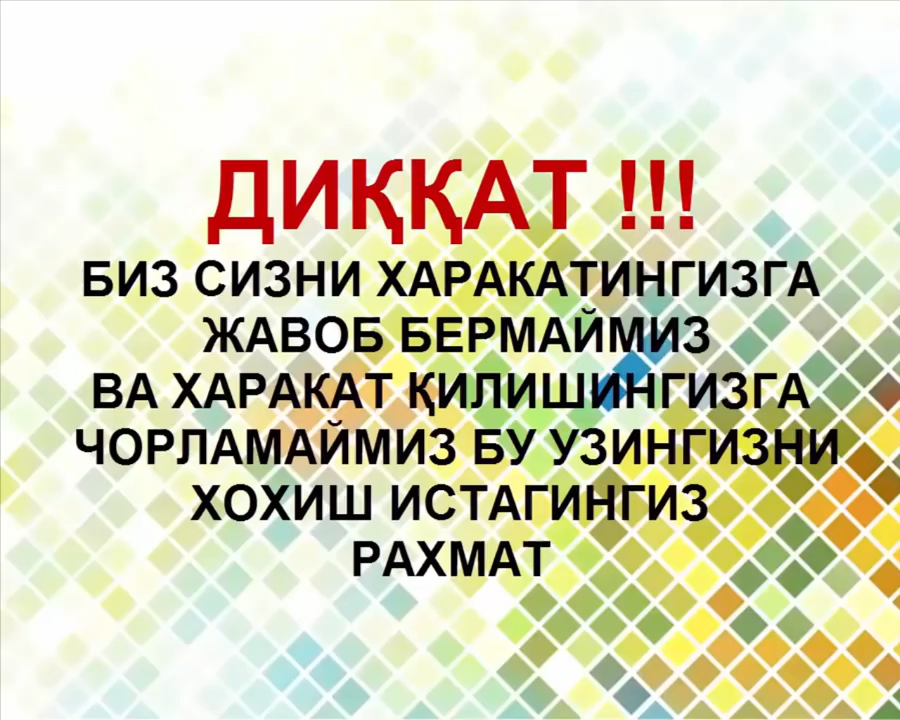 ДИҚҚАТ !!!
БИЗ СИЗНИ ХАРАКАТИНГИЗГА
ЖАВОБ БЕРМАЙМИЗ
ВА ХАРАКАТ ҚИЛИШИНГИЗГА
ЧОРЛАМАЙМИЗ БУ УЗИНГИЗНИ
ХОХИШ ИСТАГИНГИЗ
РАХМАТ